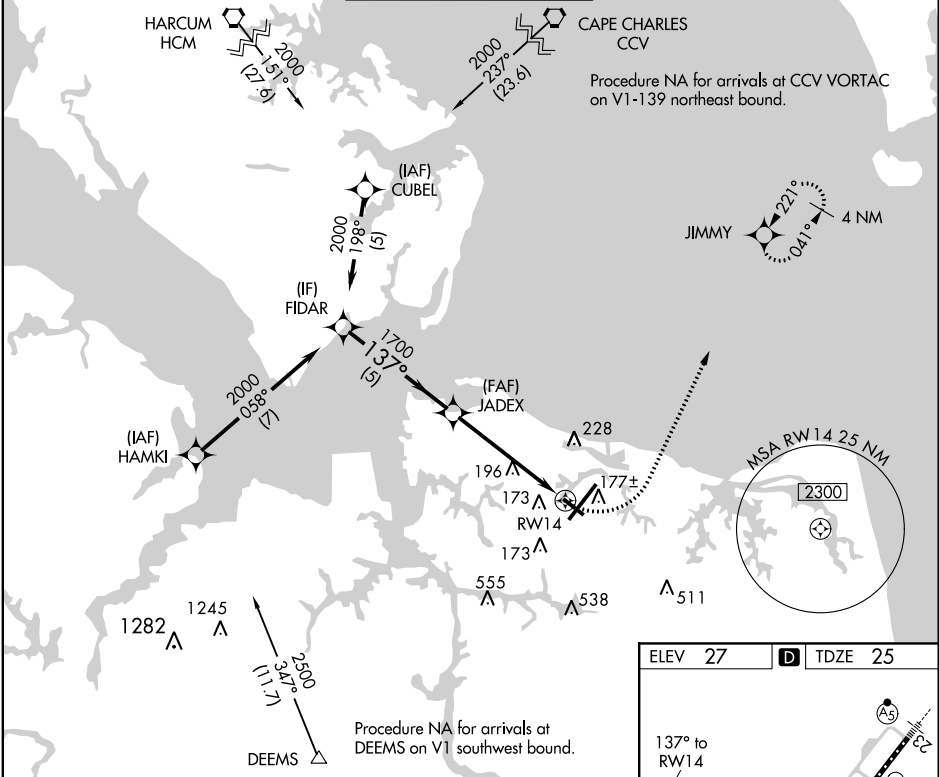 HARCUM
HCM
2000
151°
(27.6)
CAPE CHARLES
CCV
2000
237°
(23.6)
Procedure NA for arrivals at CCV VORTAC
on V1-139 northeast bound.
(IAF)
CUBEL
2000
198°
(5)
JIMMY
221°
041°
4 NM
(IF)
FIDAR
1700
137°
(5)
2000
058°
(7)
(FAF)
JADEX
(IAF)
HAMKI
228
196
177±
173
RW14
173
MSA RW14 25 NM
2300
555
538
511
1282
1245
2500
347°
(11.7)
DEEMS
Procedure NA for arrivals at
DEEMS on V1 southwest bound.
ELEV 27 D TDZE 25
A5
23
137° to
RW14